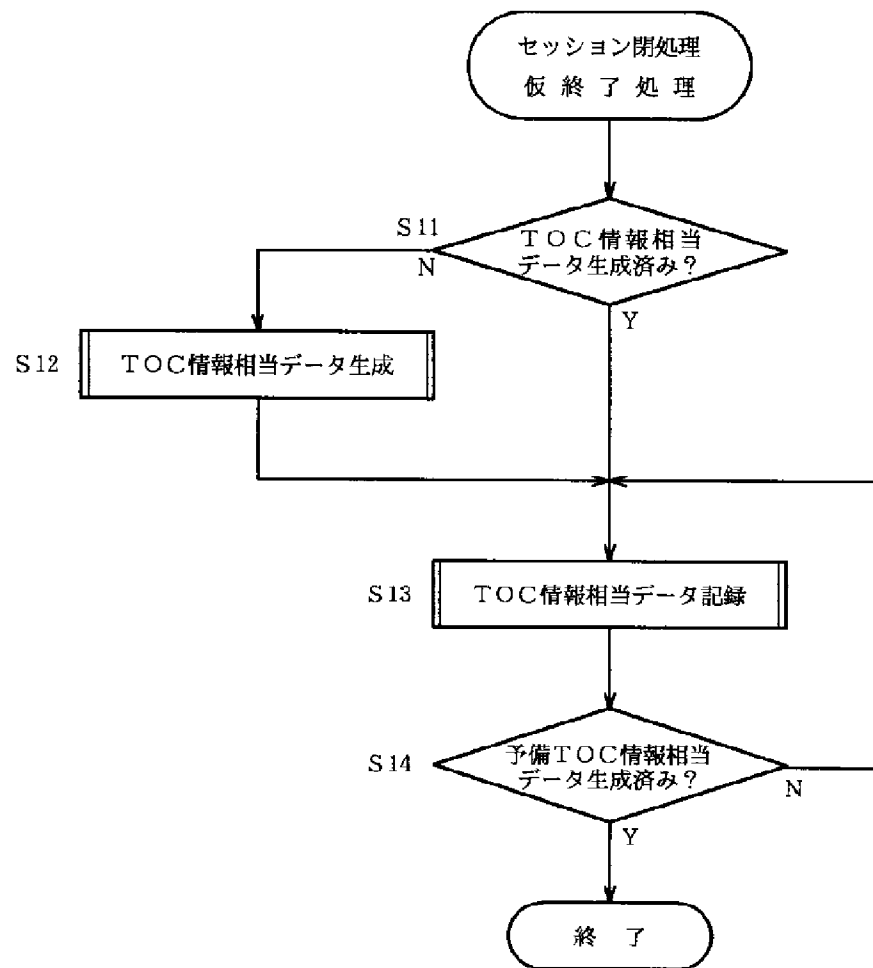 セッション閉処理
仮終了処理
S11
TOC情報相当
データ生成済み?
N
Y
S12
TOC情報相当データ生成
S13
TOC情報相当データ記録
S14
予備TOC情報相当
データ生成済み?
N
Y
終了